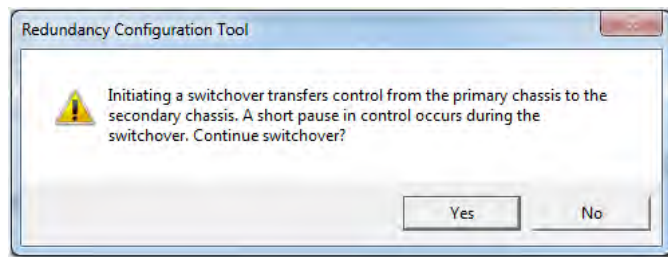 Redundancy Configuration Tool
Initiating a switchover transfers control from the primary chassis to the
secondary chassis. A short pause in control occurs during the
switchover. Continue switchover?
Yes
No